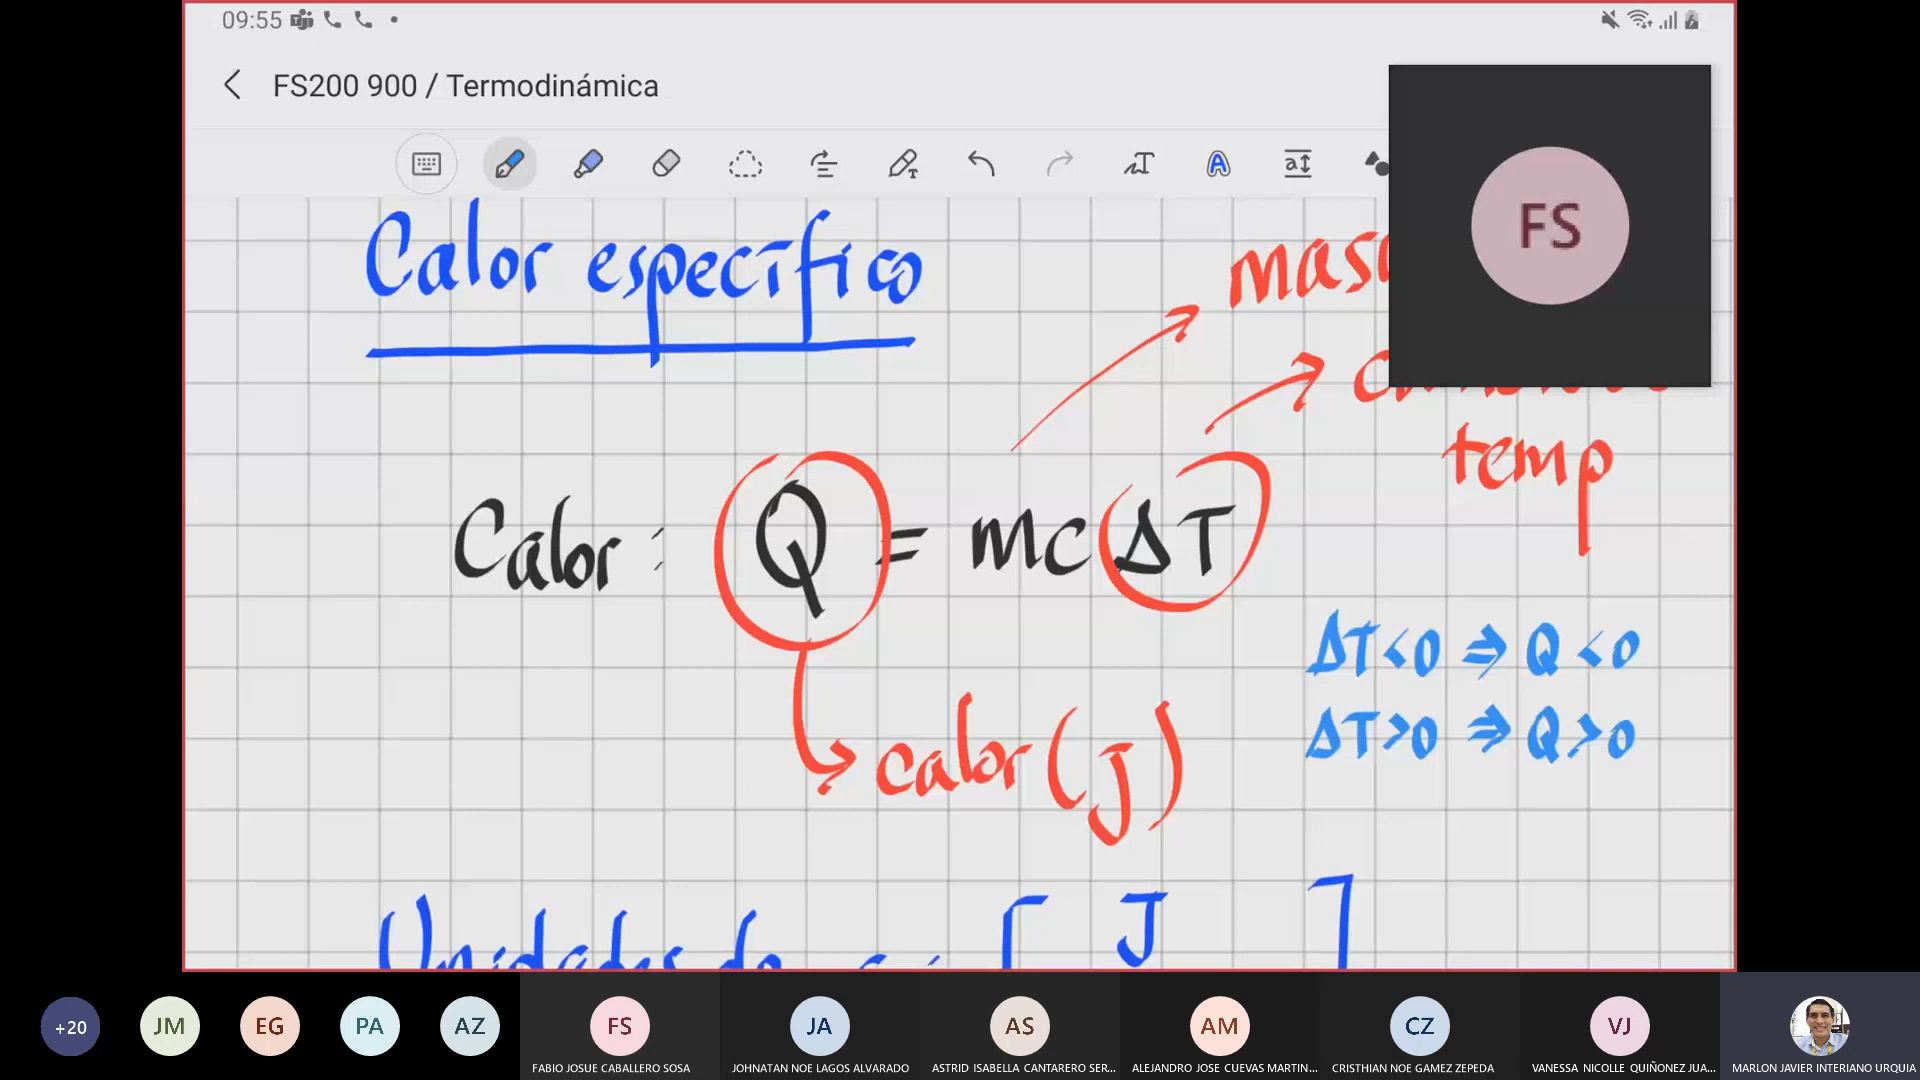 09:55
FS200 900 / Termodinámica
FS
Calor específico
temp
Calor: Q = mcΔT
ΔT<0 ⇒ Q<0
ΔT>0 ⇒ Q>0
calor (J)
Unidades de c: [ J ]
+20
JM
EG
PA
AZ
FS
JA
AS
AM
CZ
VJ
FABIO JOSUE CABALLERO SOSA
JOHNATAN NOE LAGOS ALVARADO
ASTRID ISABELLA CANTARERO SER...
ALEJANDRO JOSE CUEVAS MARTIN...
CRISTHIAN NOE GAMEZ ZEPEDA
VANESSA NICOLLE QUIÑONEZ JUA...
MARLON JAVIER INTERIANO URQUIA